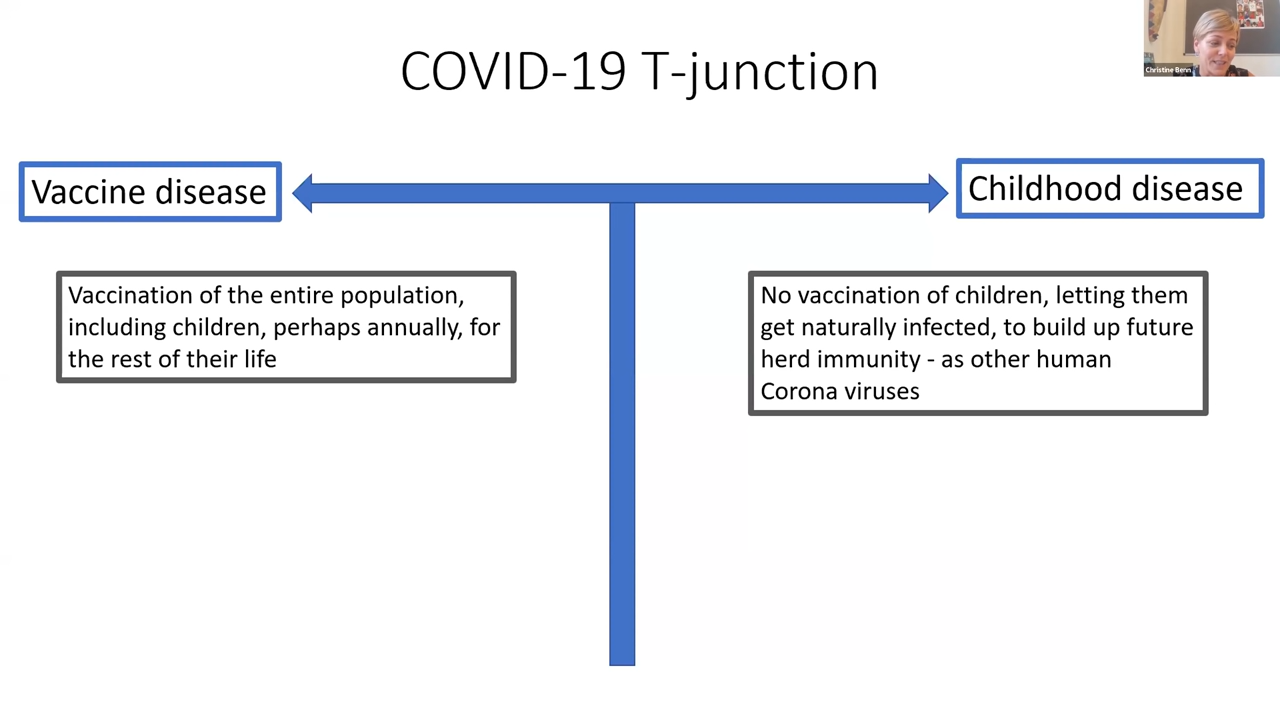 Christine Benn
COVID-19 T-junction
Vaccine disease
Childhood disease
Vaccination of the entire population,
including children, perhaps annually, for
the rest of their life
No vaccination of children, letting them
get naturally infected, to build up future
herd immunity - as other human
Corona viruses